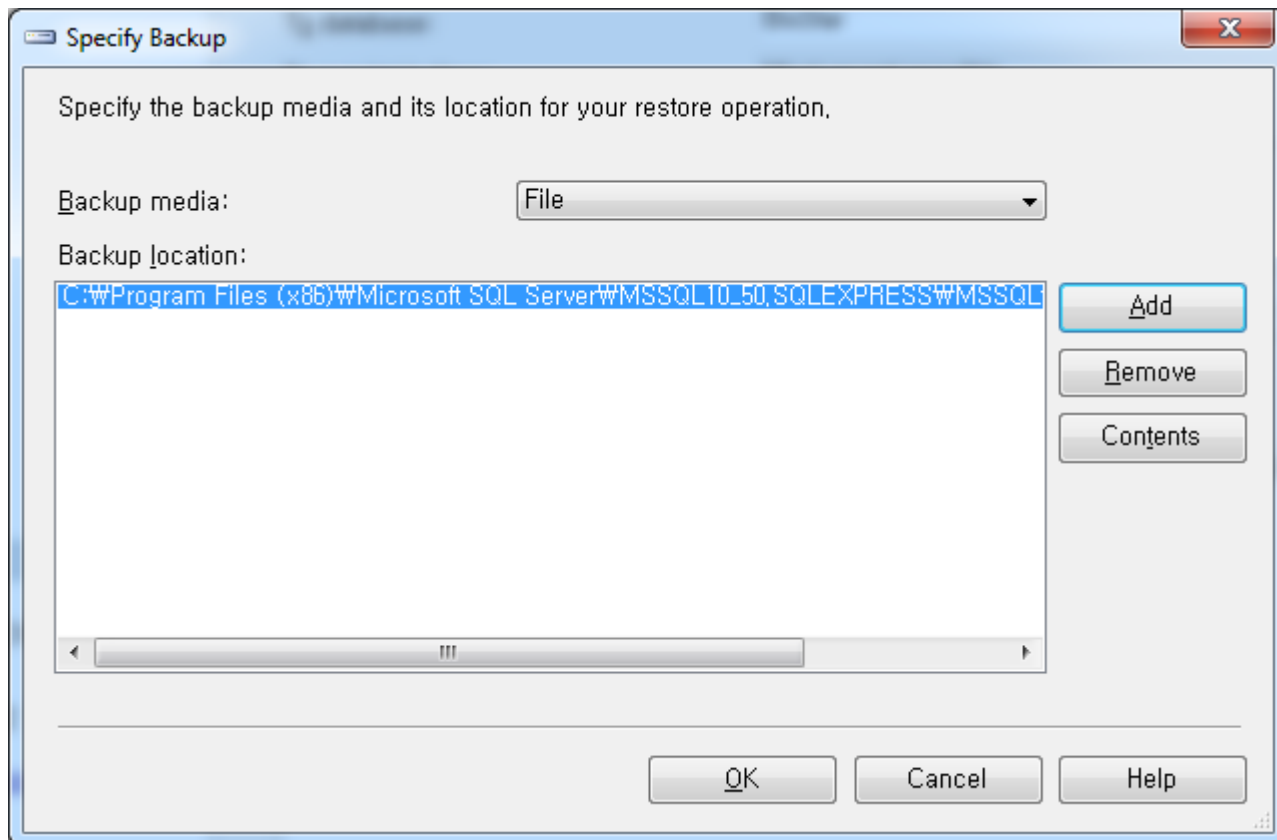 Specify Backup
Specify the backup media and its location for your restore operation.
Backup media:
File
Backup location:
C:₩Program Files (x86)₩Microsoft SQL Server₩MSSQL10_50.SQLEXPRESS₩MSSQL
Add
Remove
Contents
OK
Cancel
Help